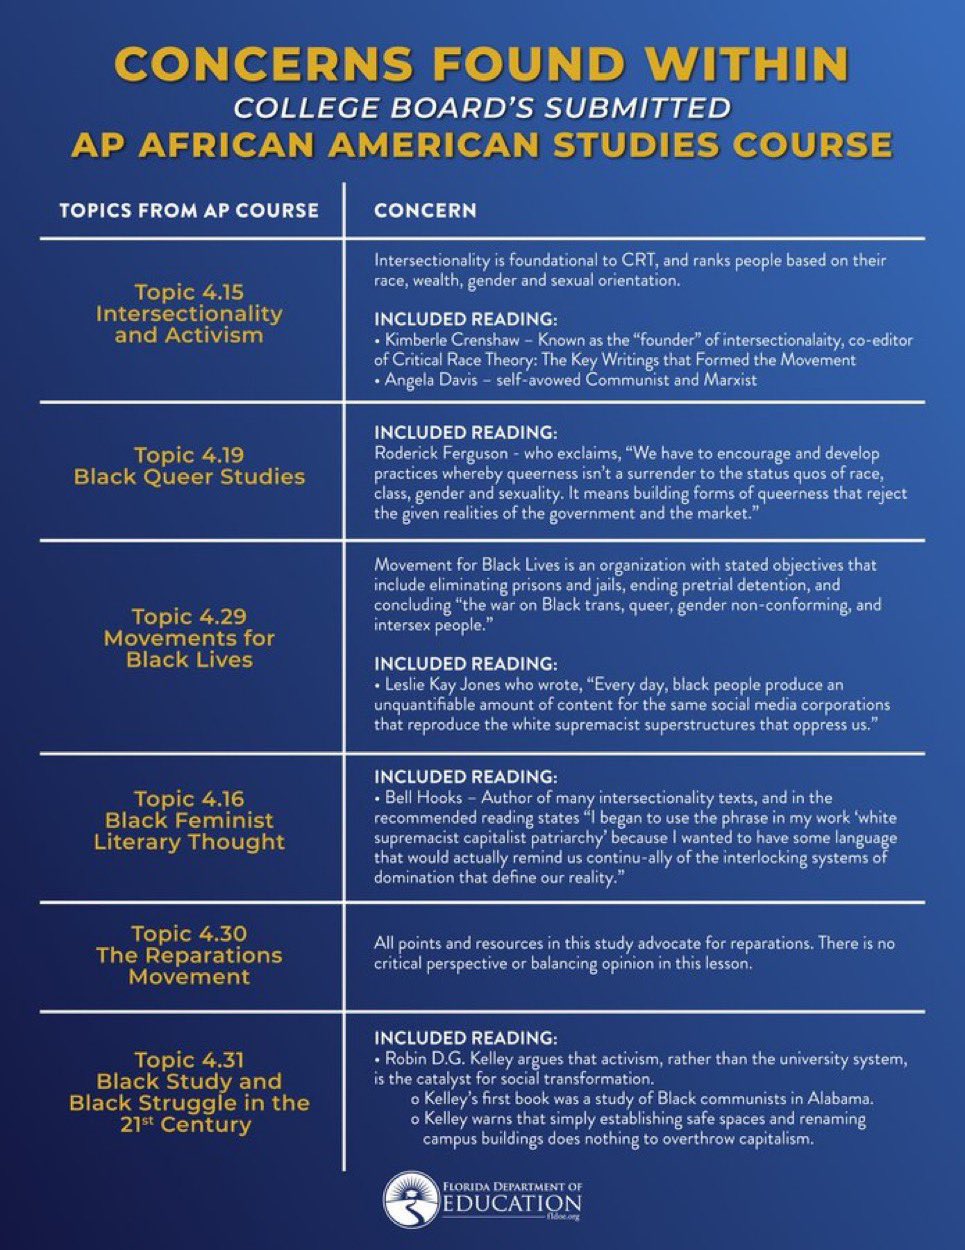 CONCERNS FOUND WITHIN
COLLEGE BOARD'S SUBMITTED
AP AFRICAN AMERICAN STUDIES COURSE
TOPICS FROM AP COURSE
CONCERN
Topic 4.15
Intersectionality
and Activism
Intersectionality is foundational to CRT, and ranks people based on their
race, wealth, gender and sexual orientation.
INCLUDED READING:
• Kimberle Crenshaw – Known as the “founder” of intersectionalaity, co-editor
of Critical Race Theory: The Key Writings that Formed the Movement
• Angela Davis – self-avowed Communist and Marxist
Topic 4.19
Black Queer Studies
INCLUDED READING:
Roderick Ferguson - who exclaims, “We have to encourage and develop
practices whereby queerness isn’t a surrender to the status quos of race,
class, gender and sexuality. It means building forms of queerness that reject
the given realities of the government and the market.”
Topic 4.29
Movements for
Black Lives
Movement for Black Lives is an organization with stated objectives that
include eliminating prisons and jails, ending pretrial detention, and
concluding “the war on Black trans, queer, gender non-conforming, and
intersex people.”
INCLUDED READING:
• Leslie Kay Jones who wrote, “Every day, black people produce an
unquantifiable amount of content for the same social media corporations
that reproduce the white supremacist superstructures that oppress us.”
Topic 4.16
Black Feminist
Literary Thought
INCLUDED READING:
• Bell Hooks – Author of many intersectionality texts, and in the
recommended reading states “I began to use the phrase in my work ‘white
supremacist capitalist patriarchy’ because I wanted to have some language
that would actually remind us continu-ally of the interlocking systems of
domination that define our reality.”
Topic 4.30
The Reparations
Movement
All points and resources in this study advocate for reparations. There is no
critical perspective or balancing opinion in this lesson.
Topic 4.31
Black Study and
Black Struggle in the
21st Century
INCLUDED READING:
• Robin D.G. Kelley argues that activism, rather than the university system,
is the catalyst for social transformation.
o Kelley’s first book was a study of Black communists in Alabama.
o Kelley warns that simply establishing safe spaces and renaming
campus buildings does nothing to overthrow capitalism.
FLORIDA DEPARTMENT OF
EDUCATION
fldoe.org